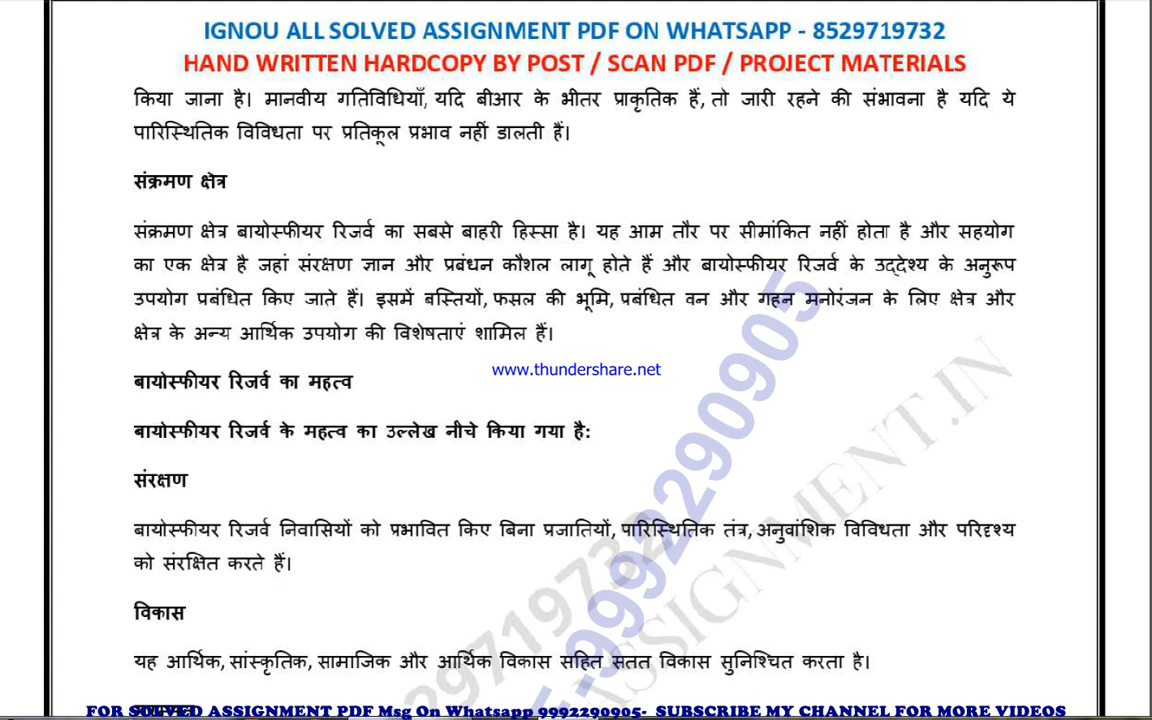 IGNOU ALL SOLVED ASSIGNMENT PDF ON WHATSAPP - 8529719732
HAND WRITTEN HARDCOPY BY POST / SCAN PDF / PROJECT MATERIALS
किया जाना है। मानवीय गतिविधियाँ, यदि बीआर के भीतर प्राकृतिक हैं, तो जारी रहने की संभावना है यदि ये
पारिस्थितिक विविधता पर प्रतिकूल प्रभाव नहीं डालती हैं।
संक्रमण क्षेत्र
संक्रमण क्षेत्र बायोस्फीयर रिजर्व का सबसे बाहरी हिस्सा है। यह आम तौर पर सीमांकित नहीं होता है और सहयोग
का एक क्षेत्र है जहां संरक्षण ज्ञान और प्रबंधन कौशल लागू होते हैं और बायोस्फीयर रिजर्व के उद्देश्य के अनुरूप
उपयोग प्रबंधित किए जाते हैं। इसमें बस्तियों, फसल की भूमि, प्रबंधित वन और गहन मनोरंजन के लिए क्षेत्र और
क्षेत्र के अन्य आर्थिक उपयोग की विशेषताएं शामिल हैं।
www.thundershare.net
बायोस्फीयर रिजर्व का महत्व
बायोस्फीयर रिजर्व के महत्व का उल्लेख नीचे किया गया है:
संरक्षण
बायोस्फीयर रिजर्व निवासियों को प्रभावित किए बिना प्रजातियों, पारिस्थितिक तंत्र, अनुवांशिक विविधता और परिदृश्य
को संरक्षित करते हैं।
विकास
यह आर्थिक, सांस्कृतिक, सामाजिक और आर्थिक विकास सहित सतत विकास सुनिश्चित करता है।
-9992290905
29719732
ASSIGNMENT.IN
FOR SOLVED ASSIGNMENT PDF Msg On Whatsapp 9992290905- SUBSCRIBE MY CHANNEL FOR MORE VIDEOS